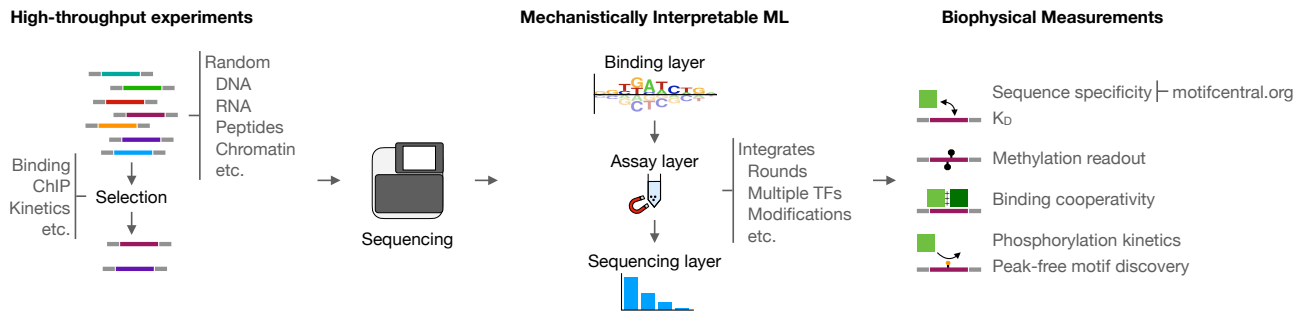 High-throughput experiments
Random
DNA
RNA
Peptides
Chromatin
etc.
Binding
ChIP
Kinetics
etc.
Selection
Sequencing
Mechanistically Interpretable ML
Binding layer
Assay layer
Integrates
Rounds
Multiple TFs
Modifications
etc.
Sequencing layer
Biophysical Measurements
Sequence specificity
motifcentral.org
KD
Methylation readout
Binding cooperativity
Phosphorylation kinetics
Peak-free motif discovery